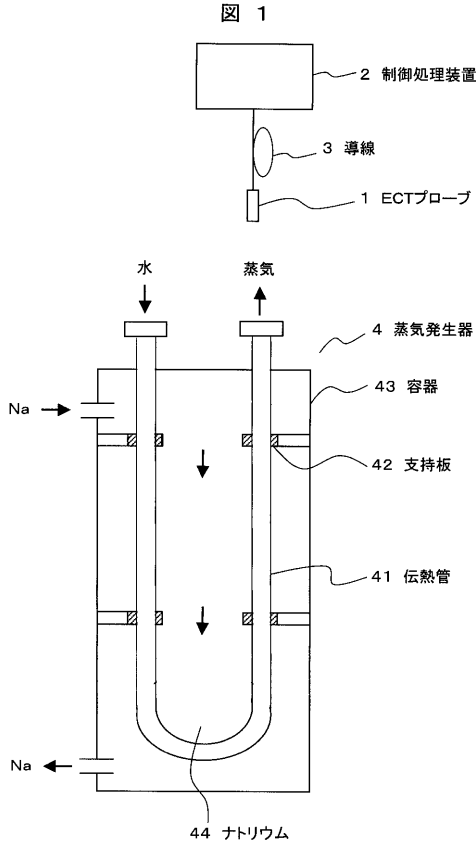 図 1
2 制御処理装置
3 導線
1 ECTプローブ
水
蒸気
4 蒸気発生器
43 容器
Na
42 支持板
41 伝熱管
Na
44 ナトリウム